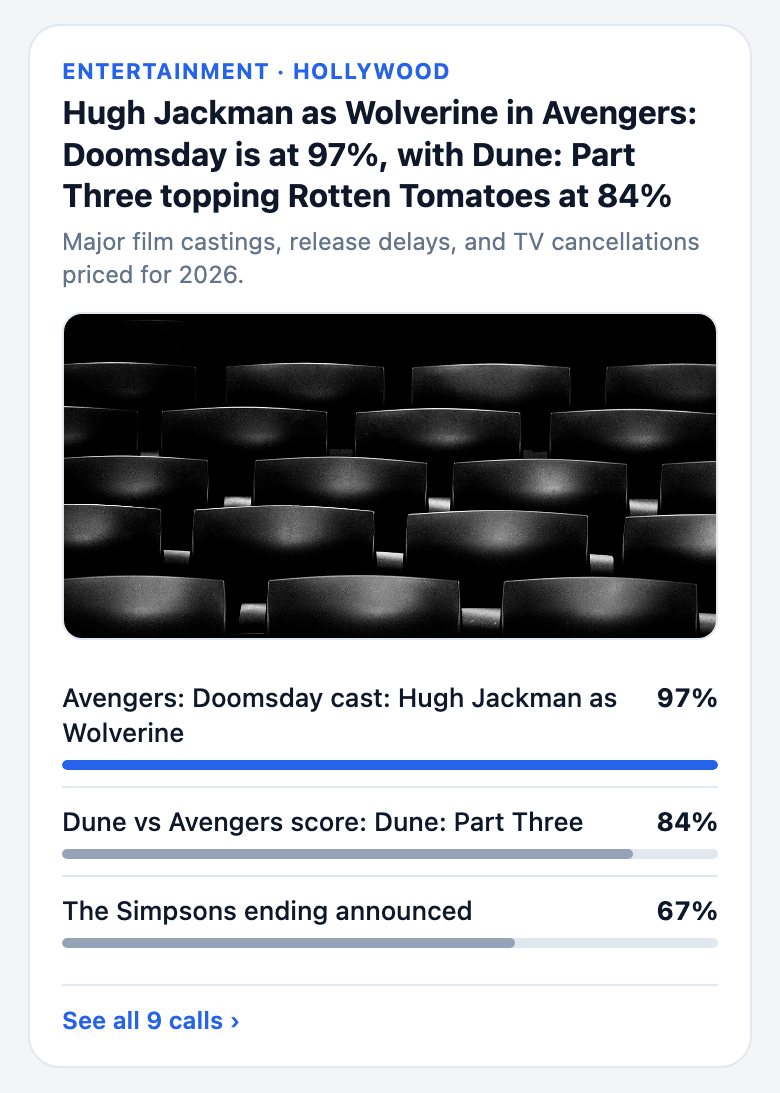 ENTERTAINMENT · HOLLYWOOD
Hugh Jackman as Wolverine in Avengers:
Doomsday is at 97%, with Dune: Part
Three topping Rotten Tomatoes at 84%
Major film castings, release delays, and TV cancellations
priced for 2026.
Avengers: Doomsday cast: Hugh Jackman as 97%
Wolverine
Dune vs Avengers score: Dune: Part Three 84%
The Simpsons ending announced 67%
See all 9 calls ›